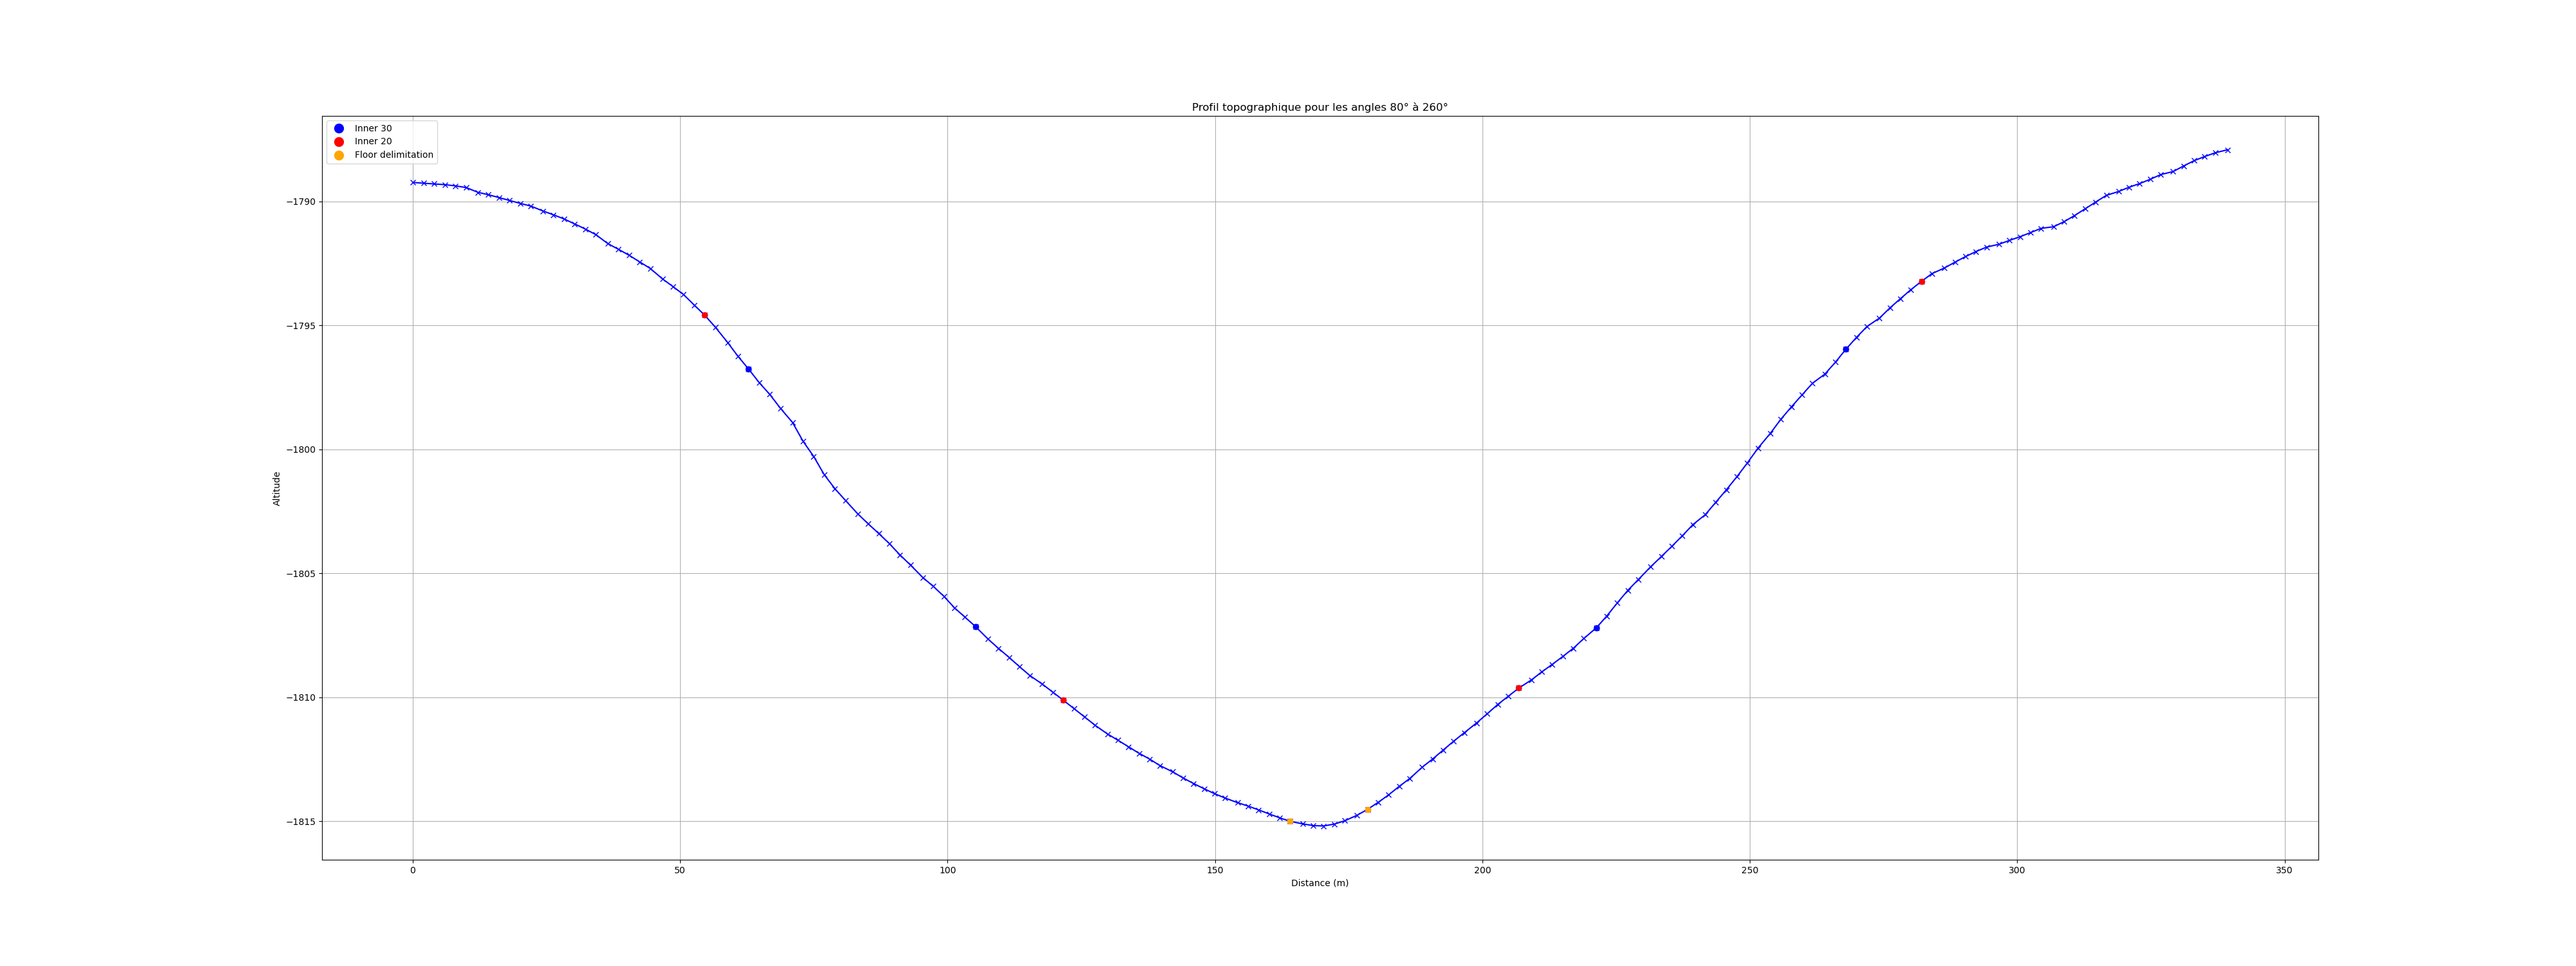 Profil topographique pour les angles 80° à 260°
Inner 30
Inner 20
Floor delimitation
Altitude
−1790
−1795
−1800
−1805
−1810
−1815
0
50
100
150
200
250
300
350
Distance (m)